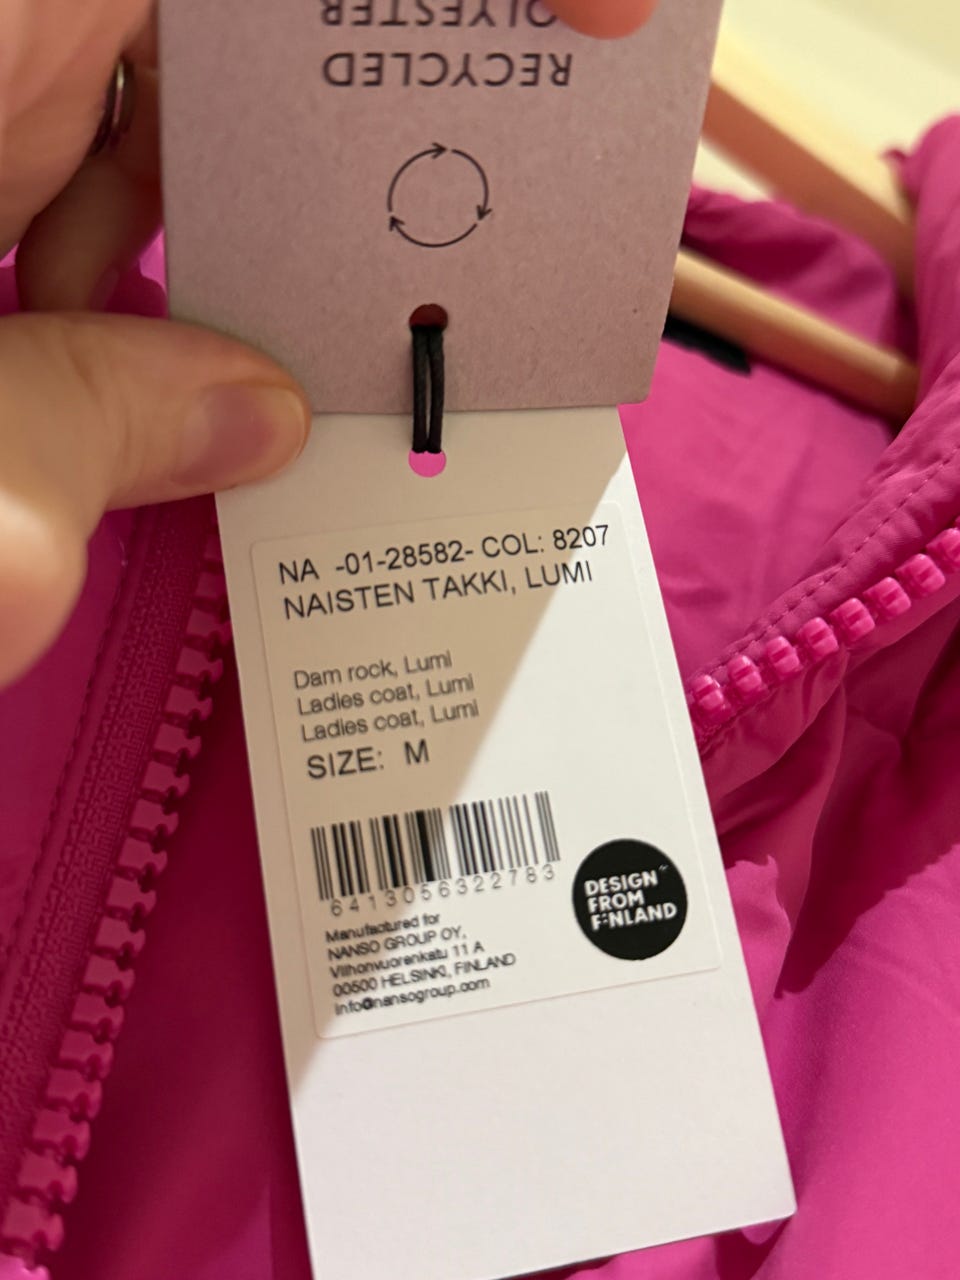 RECYCLED
POLYESTER
NA -01-28582- COL: 8207
NAISTEN TAKKI, LUMI
Dam rock, Lumi
Ladies coat, Lumi
Ladies coat, Lumi
SIZE: M
6413056322783
Manufactured for
NANSO GROUP OY,
Vilhonvuorenkatu 11 A
00500 HELSINKI, FINLAND
info@nansogroup.com
DESIGN
FROM
FINLAND